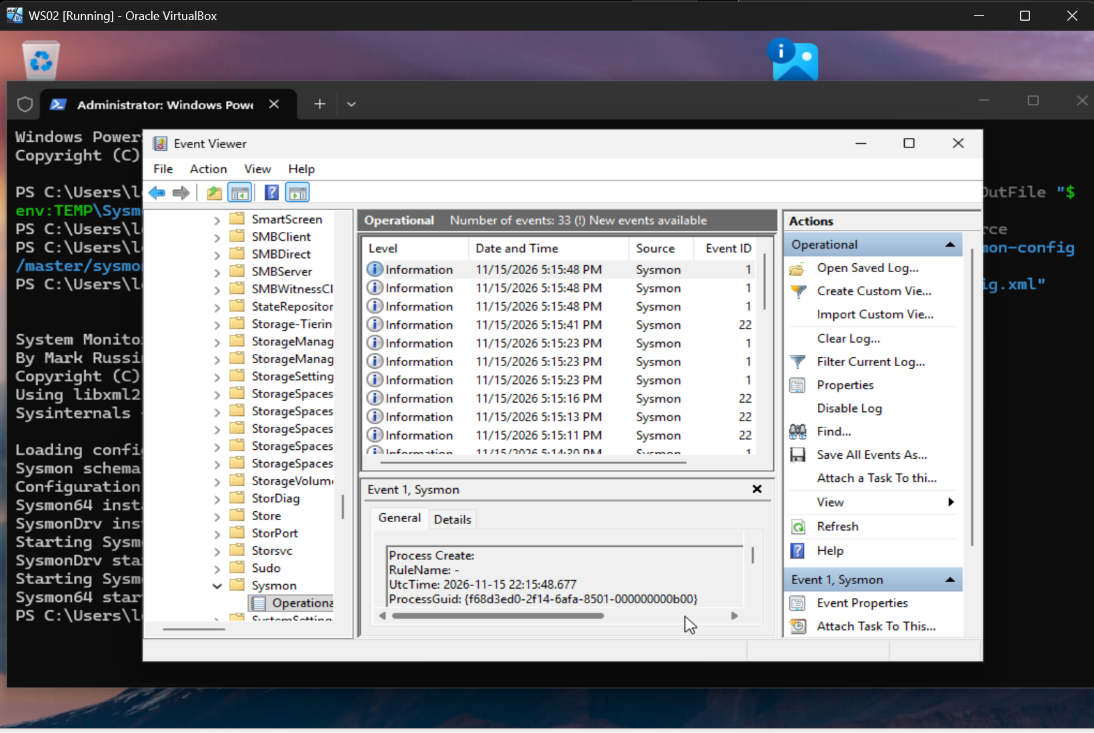 WS02 [Running] - Oracle VirtualBox
Administrator: Windows Powe
Windows Power
Copyright (C)
PS C:\Users\l
OutFile "$
env:TEMP\Sysm
PS C:\Users\l
rce
PS C:\Users\l
mon-config
/master/sysmo
PS C:\Users\l
ig.xml"
System Monito
By Mark Russi
Copyright (C)
Using libxml2
Sysinternals
Loading confi
Sysmon schema
Configuration
Sysmon64 inst
SysmonDrv ins
Starting Sysm
SysmonDrv sta
Starting Sysm
Sysmon64 star
PS C:\Users\l
Event Viewer
File Action View Help
SmartScreen
SMBClient
SMBDirect
SMBServer
SMBWitnessCl
StateRepositor
Storage-Tierin
StorageManag
StorageManag
StorageSetting
StorageSpaces
StorageSpaces
StorageSpaces
StorageSpaces
StorageVolum
StorDiag
Store
StorPort
Storsvc
Sudo
Sysmon
Operationa
SystemSetting
Operational Number of events: 33 (!) New events available
Level Date and Time Source Event ID
Information 11/15/2026 5:15:48 PM Sysmon 1
Information 11/15/2026 5:15:48 PM Sysmon 1
Information 11/15/2026 5:15:48 PM Sysmon 1
Information 11/15/2026 5:15:41 PM Sysmon 22
Information 11/15/2026 5:15:23 PM Sysmon 1
Information 11/15/2026 5:15:23 PM Sysmon 1
Information 11/15/2026 5:15:23 PM Sysmon 1
Information 11/15/2026 5:15:16 PM Sysmon 22
Information 11/15/2026 5:15:13 PM Sysmon 22
Information 11/15/2026 5:15:11 PM Sysmon 22
Information 11/15/2026 5:14:30 PM Sysmon 1
Event 1, Sysmon
General Details
Process Create:
RuleName: -
UtcTime: 2026-11-15 22:15:48.677
ProcessGuid: {f68d3ed0-2f14-6afa-8501-000000000b00}
Actions
Operational
Open Saved Log...
Create Custom Vie...
Import Custom Vie...
Clear Log...
Filter Current Log...
Properties
Disable Log
Find...
Save All Events As...
Attach a Task To thi...
View
Refresh
Help
Event 1, Sysmon
Event Properties
Attach Task To This...